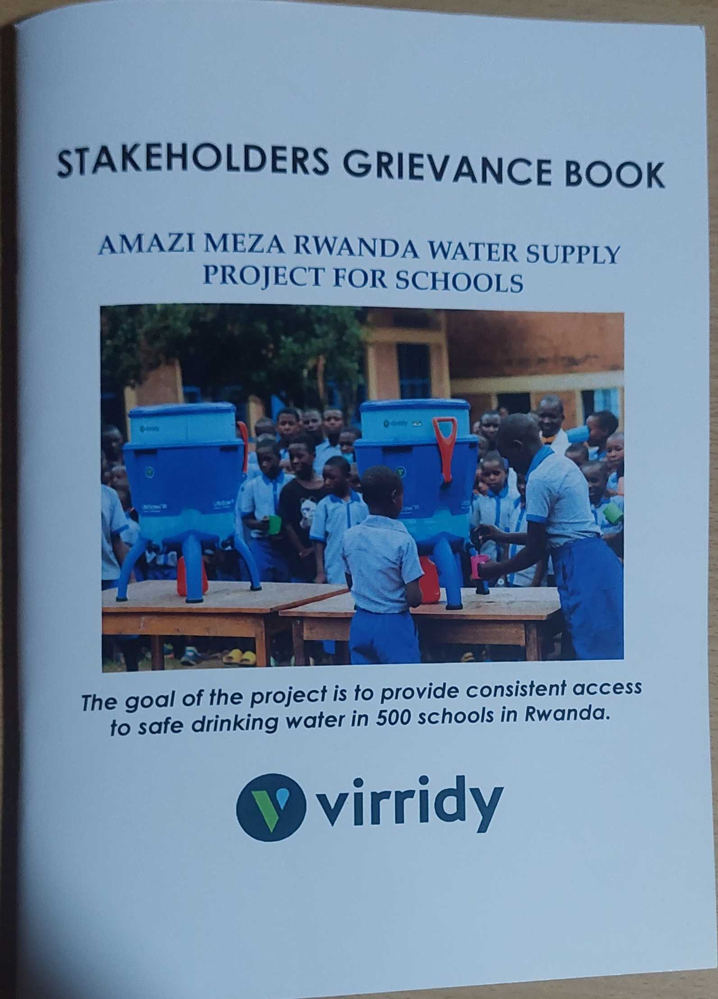 STAKEHOLDERS GRIEVANCE BOOK
AMAZI MEZA RWANDA WATER SUPPLY
PROJECT FOR SCHOOLS
virridy
virridy
The goal of the project is to provide consistent access
to safe drinking water in 500 schools in Rwanda.
virridy